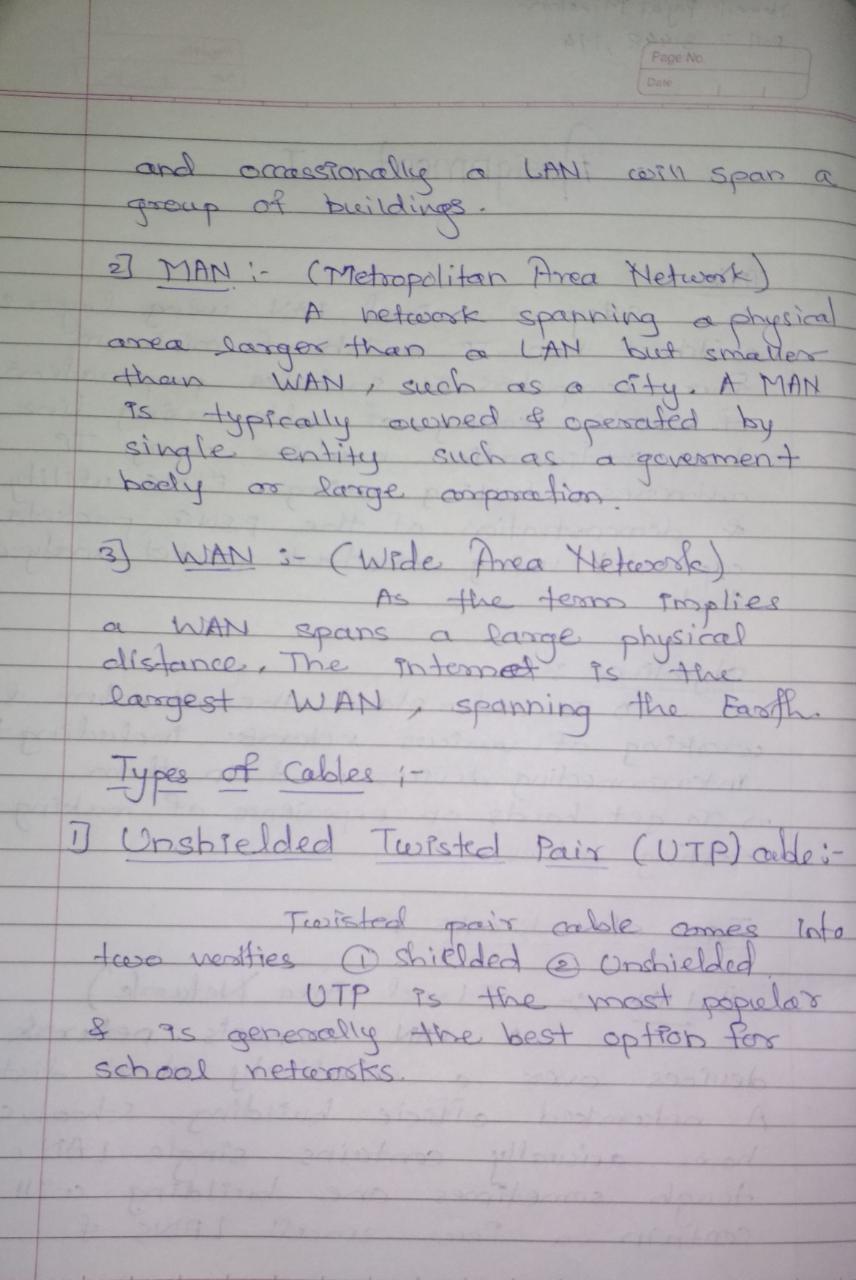 Page No.
Date
and occassionally a LAN will span a
group of buildings.
2] MAN :- (Metropolitan Area Network)
A network spanning a physical
area larger than a LAN but smaller
than WAN, such as a city. A MAN
is typically owned & operated by
single entity such as a goverment
body or large corporation.
3] WAN :- (Wide Area Network)
As the term implies
a WAN spans a large physical
distance. The internet is the
largest WAN, spanning the Earth.
Types of Cables :-
1] Unshielded Twisted Pair (UTP) cable :-
Twisted pair cable comes into
two verities ① shielded ② Unshielded
UTP is the most popular
& is generally the best option for
school networks.